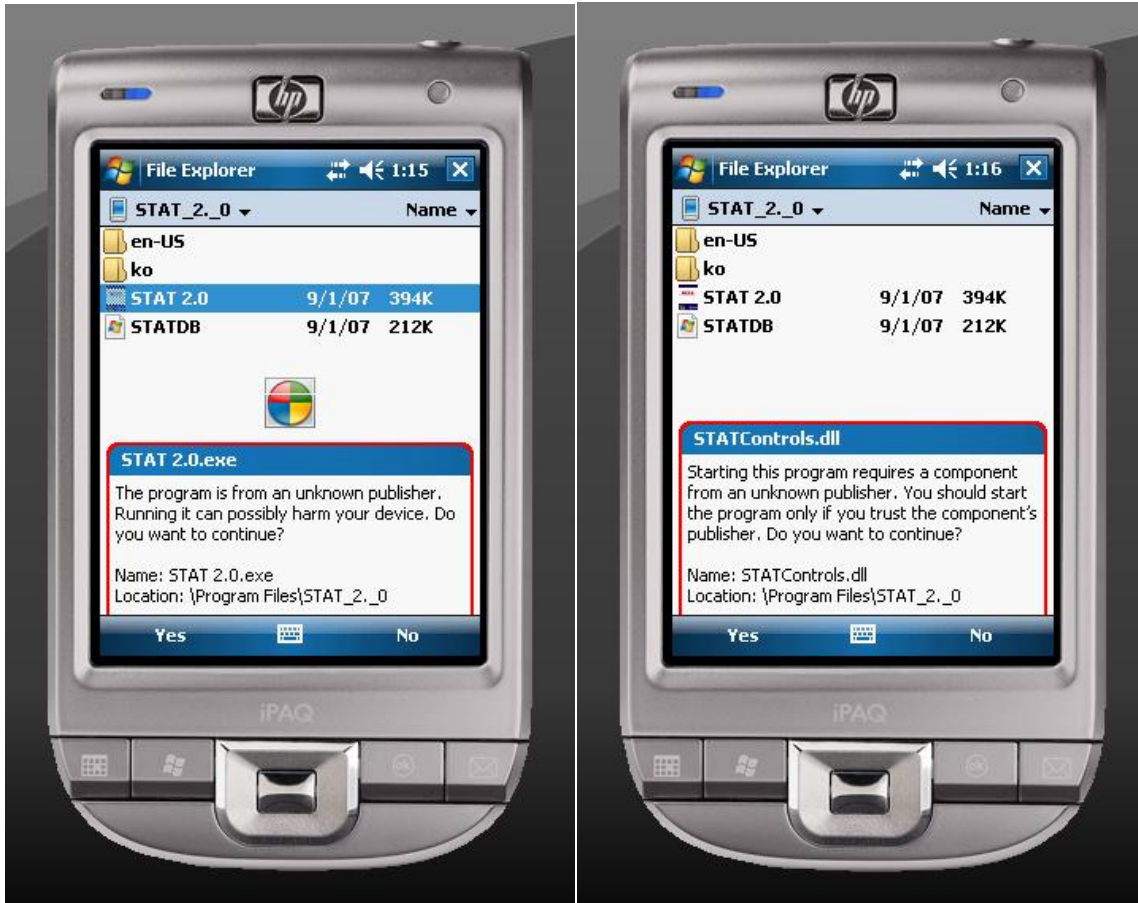 hp
File Explorer 1:15
STAT_2._0 Name
en-US
ko
STAT 2.0 9/1/07 394K
STATDB 9/1/07 212K
STAT 2.0.exe
The program is from an unknown publisher.
Running it can possibly harm your device. Do
you want to continue?
Name: STAT 2.0.exe
Location: \Program Files\STAT_2._0
Yes No
iPAQ
ok
hp
File Explorer 1:16
STAT_2._0 Name
en-US
ko
STAT 2.0 9/1/07 394K
STATDB 9/1/07 212K
STATControls.dll
Starting this program requires a component
from an unknown publisher. You should start
the program only if you trust the component's
publisher. Do you want to continue?
Name: STATControls.dll
Location: \Program Files\STAT_2._0
Yes No
iPAQ
ok